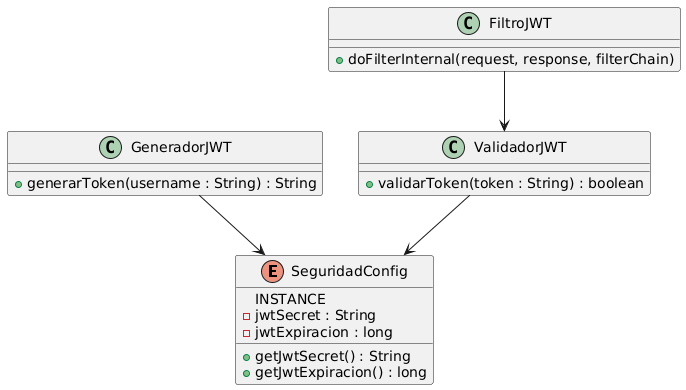 C FiltroJWT
doFilterInternal(request, response, filterChain)
C GeneradorJWT
generarToken(username : String) : String
C ValidadorJWT
validarToken(token : String) : boolean
E SeguridadConfig
INSTANCE
jwtSecret : String
jwtExpiracion : long
getJwtSecret() : String
getJwtExpiracion() : long